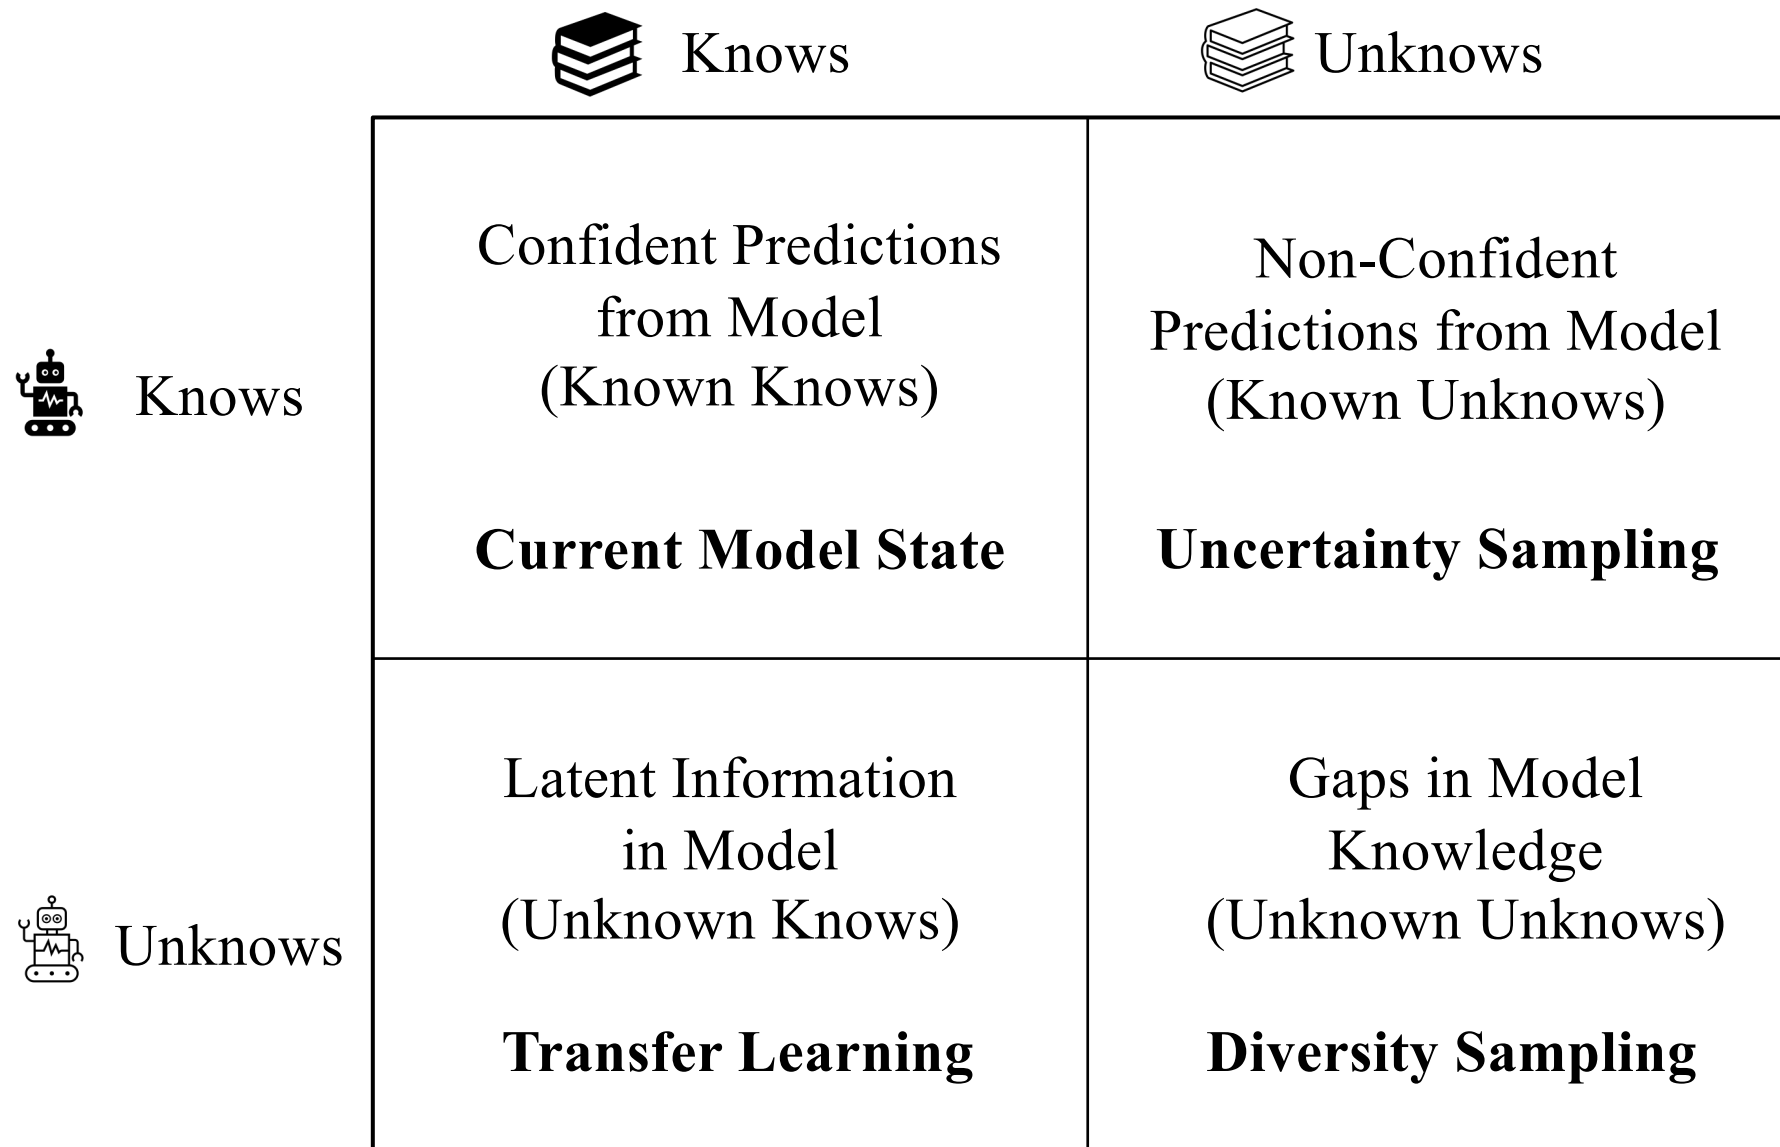 Knows
Unknows
Knows
Confident Predictions
from Model
(Known Knows)
Current Model State
Non-Confident
Predictions from Model
(Known Unknows)
Uncertainty Sampling
Unknows
Latent Information
in Model
(Unknown Knows)
Transfer Learning
Gaps in Model
Knowledge
(Unknown Unknows)
Diversity Sampling